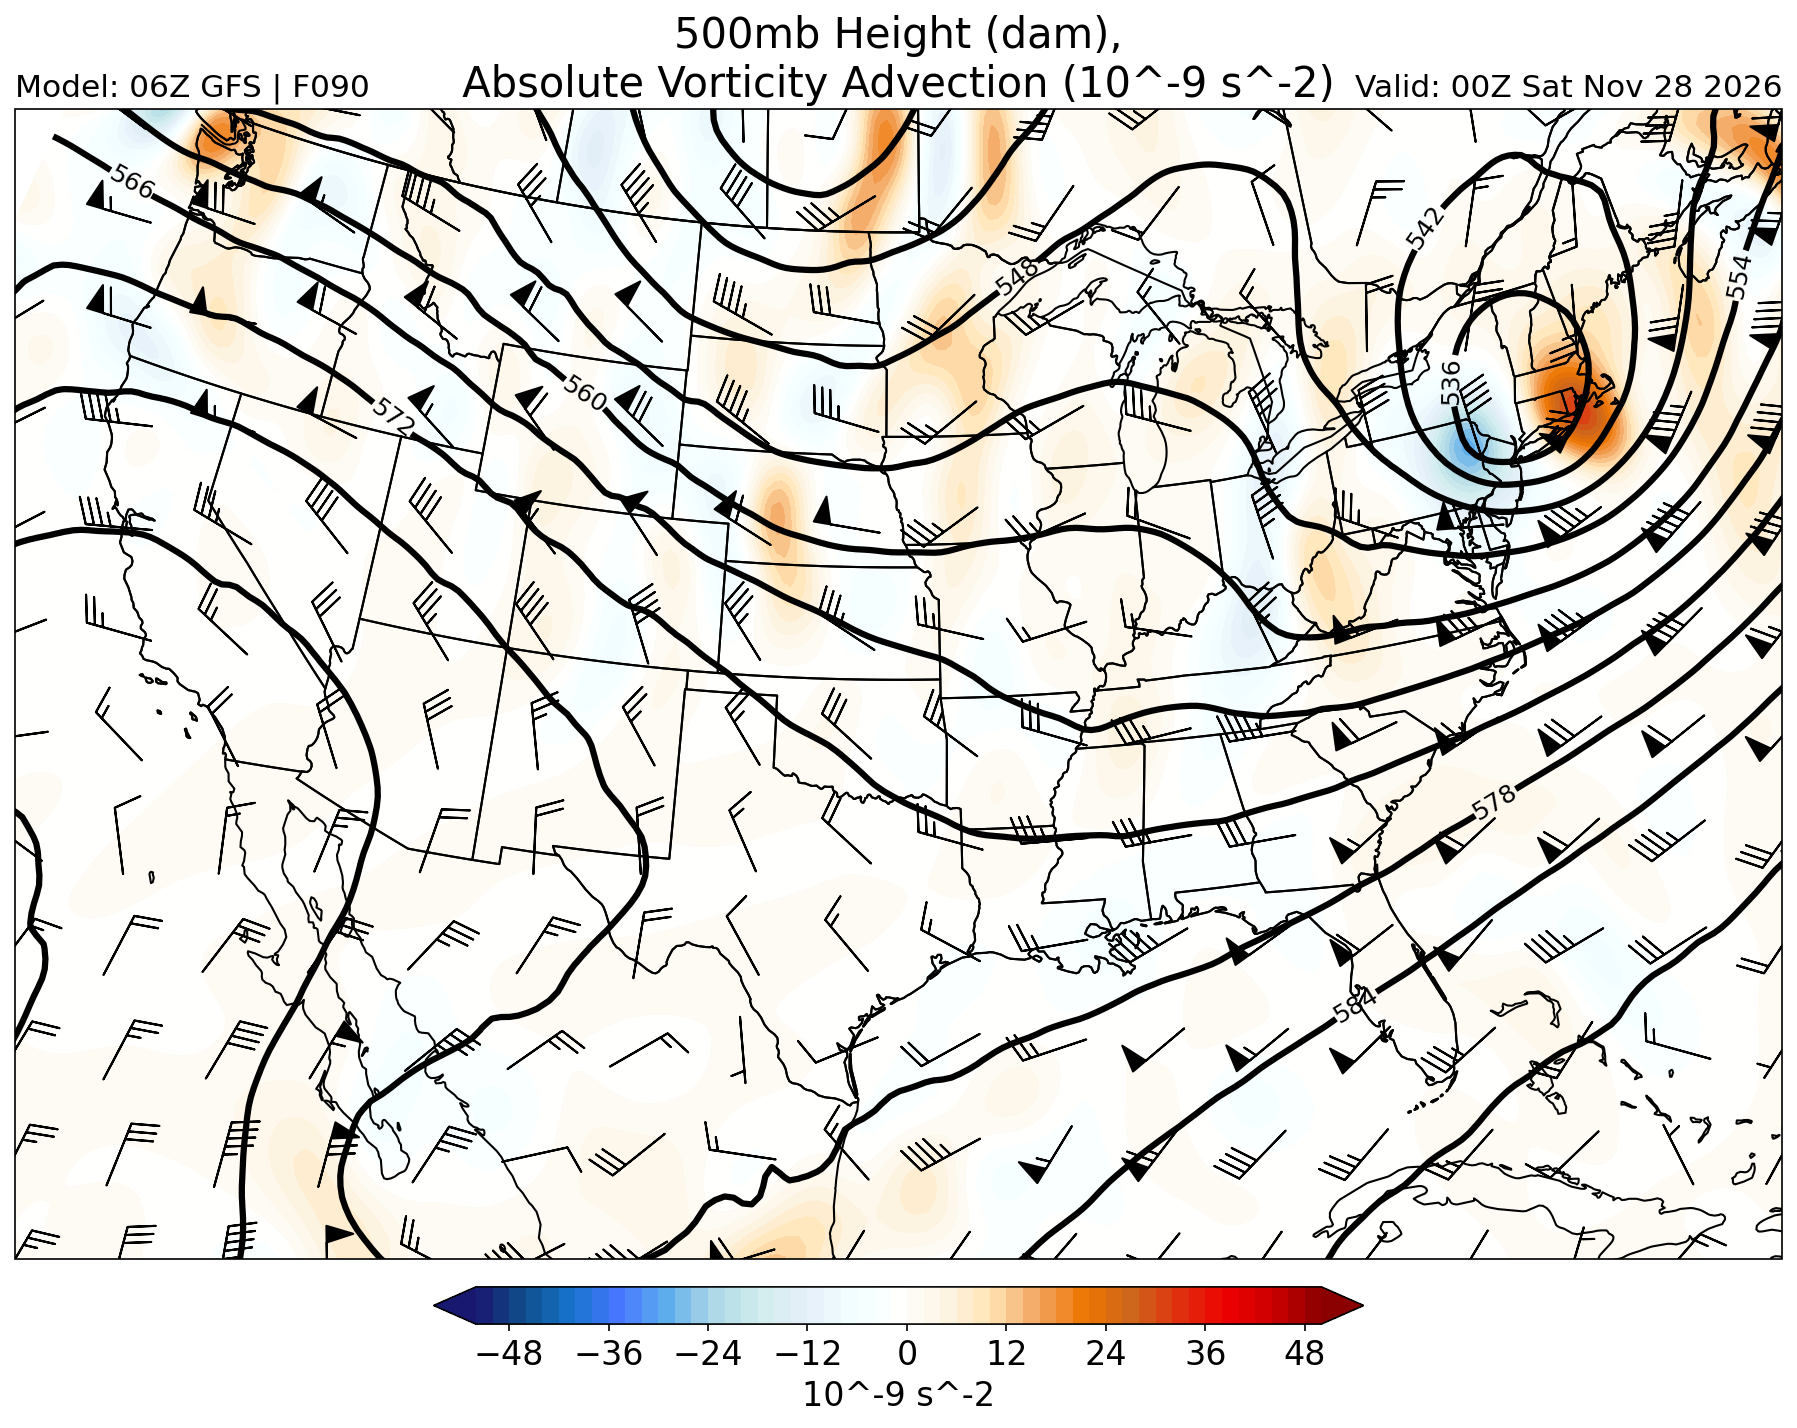 500mb Height (dam),
Absolute Vorticity Advection (10^-9 s^-2)
Model: 06Z GFS | F090
Valid: 00Z Sat Nov 28 2026
566
542
548
554
536
560
572
578
584
−48 −36 −24 −12 0 12 24 36 48
10^-9 s^-2